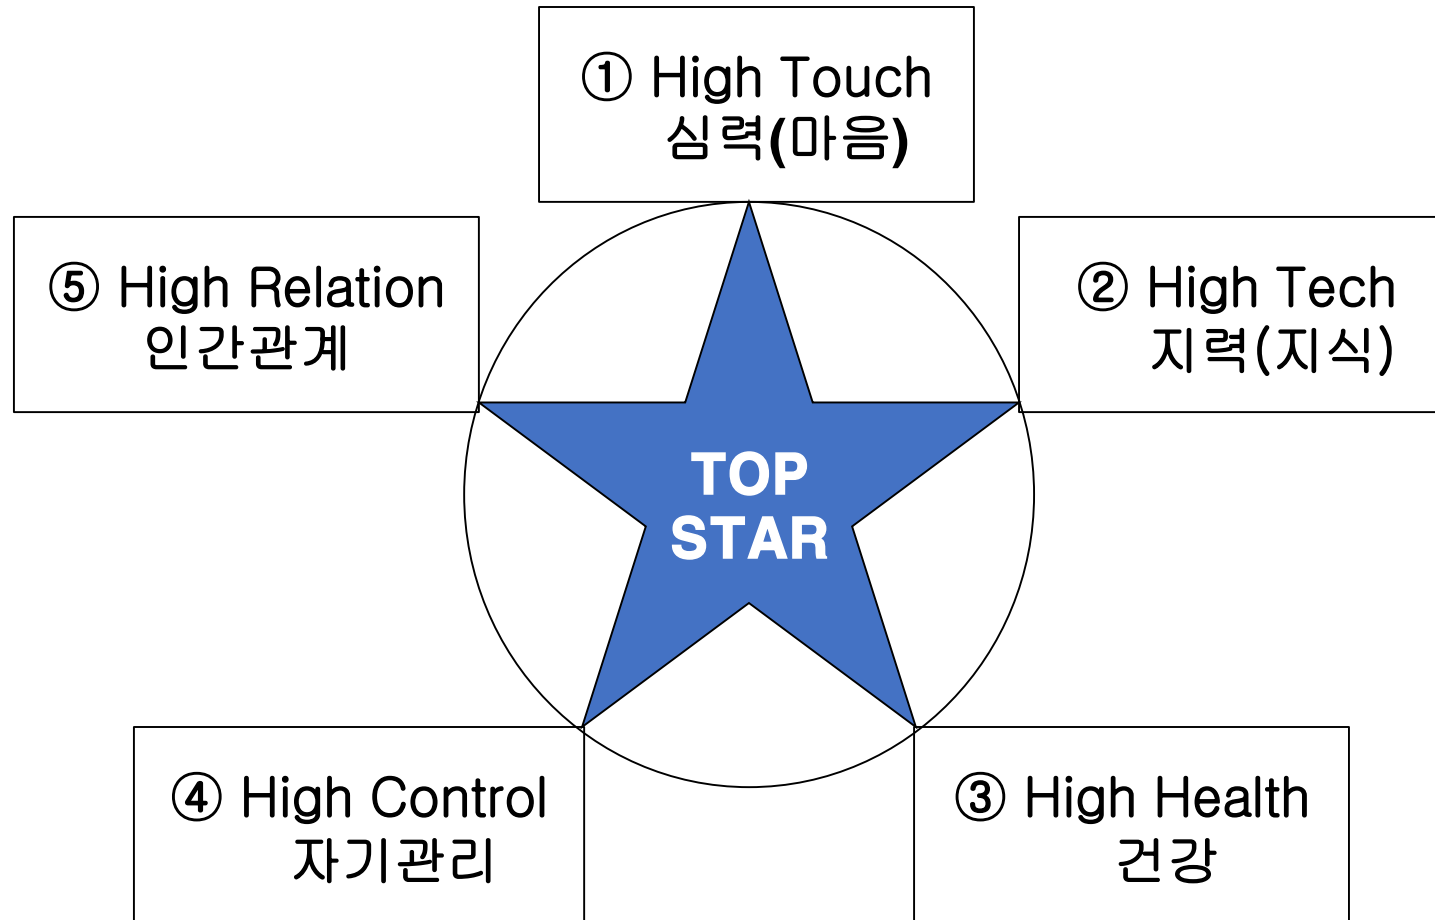 ① High Touch
심력(마음)
② High Tech
지력(지식)
③ High Health
건강
④ High Control
자기관리
⑤ High Relation
인간관계
TOP
STAR